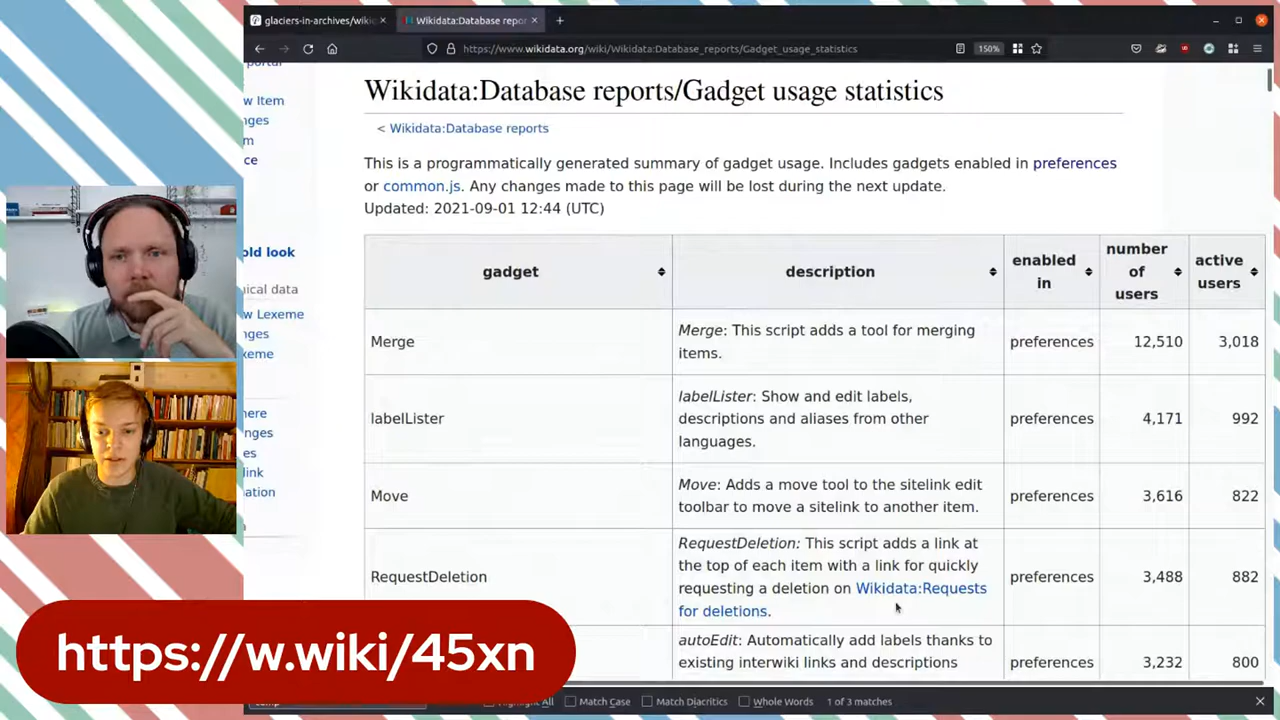 glaciers-in-archives/wikid
Wikidata:Database repor
https://www.wikidata.org/wiki/Wikidata:Database_reports/Gadget_usage_statistics
150%
w Item
nges
ce
old look
ical data
w Lexeme
nges
xeme
here
nges
es
link
ation
Wikidata:Database reports/Gadget usage statistics
< Wikidata:Database reports
This is a programmatically generated summary of gadget usage. Includes gadgets enabled in preferences
or common.js. Any changes made to this page will be lost during the next update.
Updated: 2021-09-01 12:44 (UTC)
gadget
description
enabled
in
number
of
users
active
users
Merge
Merge: This script adds a tool for merging
items.
preferences
12,510
3,018
labelLister
labelLister: Show and edit labels,
descriptions and aliases from other
languages.
preferences
4,171
992
Move
Move: Adds a move tool to the sitelink edit
toolbar to move a sitelink to another item.
preferences
3,616
822
RequestDeletion
RequestDeletion: This script adds a link at
the top of each item with a link for quickly
requesting a deletion on Wikidata:Requests
for deletions.
preferences
3,488
882
autoEdit: Automatically add labels thanks to
existing interwiki links and descriptions
preferences
3,232
800
https://w.wiki/45xn
Match Case
Match Diacritics
Whole Words
1 of 3 matches